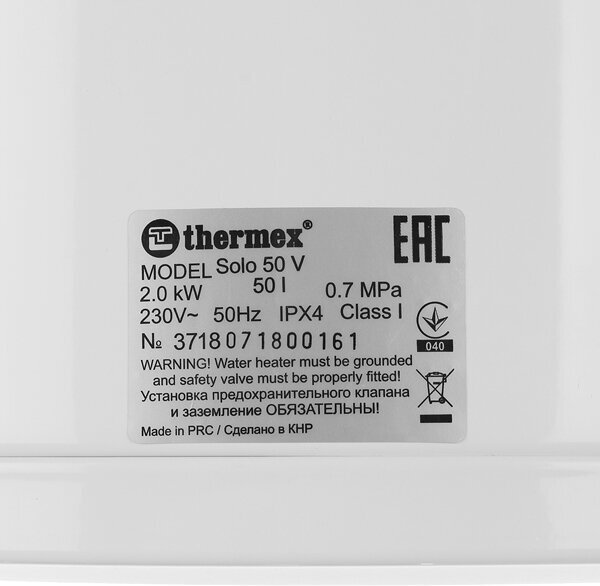 thermex®
EAC
MODEL Solo 50 V
2.0 kW 50 l 0.7 MPa
230V~ 50Hz IPX4 Class I
040
№ 3718071800161
WARNING! Water heater must be grounded
and safety valve must be properly fitted!
Установка предохранительного клапана
и заземление ОБЯЗАТЕЛЬНЫ!
Made in PRC / Сделано в КНР